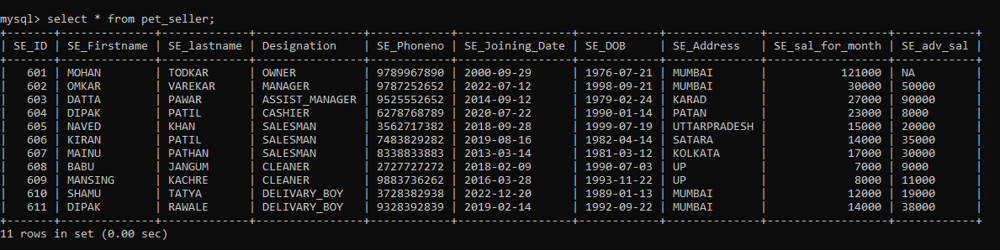 mysql> select * from pet_seller;
+-------+--------------+-------------+----------------+------------+-----------------+------------+--------------+------------------+------------+
| SE_ID | SE_Firstname | SE_lastname | Designation    | SE_Phoneno | SE_Joining_Date | SE_DOB     | SE_Address   | SE_sal_for_month | SE_adv_sal |
+-------+--------------+-------------+----------------+------------+-----------------+------------+--------------+------------------+------------+
|   601 | MOHAN        | TODKAR      | OWNER          | 9789967890 | 2000-09-29      | 1976-07-21 | MUMBAI       |           121000 | NA         |
|   602 | OMKAR        | VAREKAR     | MANAGER        | 9787252652 | 2022-07-12      | 1998-09-21 | MUMBAI       |            30000 | 50000      |
|   603 | DATTA        | PAWAR       | ASSIST_MANAGER | 9525552652 | 2014-09-12      | 1979-02-24 | KARAD        |            27000 | 90000      |
|   604 | DIPAK        | PATIL       | CASHIER        | 6278768789 | 2020-07-22      | 1990-01-14 | PATAN        |            23000 | 8000       |
|   605 | NAVED        | KHAN        | SALESMAN       | 3562717382 | 2018-09-28      | 1999-07-19 | UTTARPRADESH |            15000 | 20000      |
|   606 | KIRAN        | PATIL       | SALESMAN       | 7483829282 | 2019-08-16      | 1982-04-14 | SATARA       |            14000 | 35000      |
|   607 | MAINU        | PATHAN      | SALESMAN       | 8338833883 | 2013-03-14      | 1981-03-12 | KOLKATA      |            17000 | 30000      |
|   608 | BABU         | JANGUM      | CLEANER        | 2727727272 | 2018-02-09      | 1990-07-03 | UP           |             7000 | 9000       |
|   609 | MANSING      | KACHRE      | CLEANER        | 9883736262 | 2016-03-28      | 1993-11-22 | UP           |             8000 | 11000      |
|   610 | SHAMU        | TATYA       | DELIVARY_BOY   | 3728382938 | 2022-12-20      | 1989-01-13 | MUMBAI       |            12000 | 19000      |
|   611 | DIPAK        | RAWALE      | DELIVARY_BOY   | 9328392839 | 2019-02-14      | 1992-09-22 | MUMBAI       |            14000 | 38000      |
+-------+--------------+-------------+----------------+------------+-----------------+------------+--------------+------------------+------------+
11 rows in set (0.00 sec)